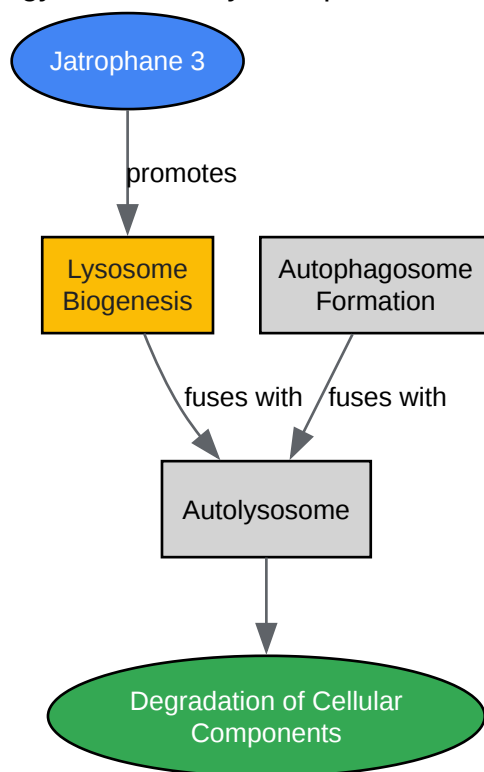 Jatrophane 3
promotes
Lysosome
Biogenesis
Autophagosome
Formation
fuses with
fuses with
Autolysosome
Degradation of Cellular
Components